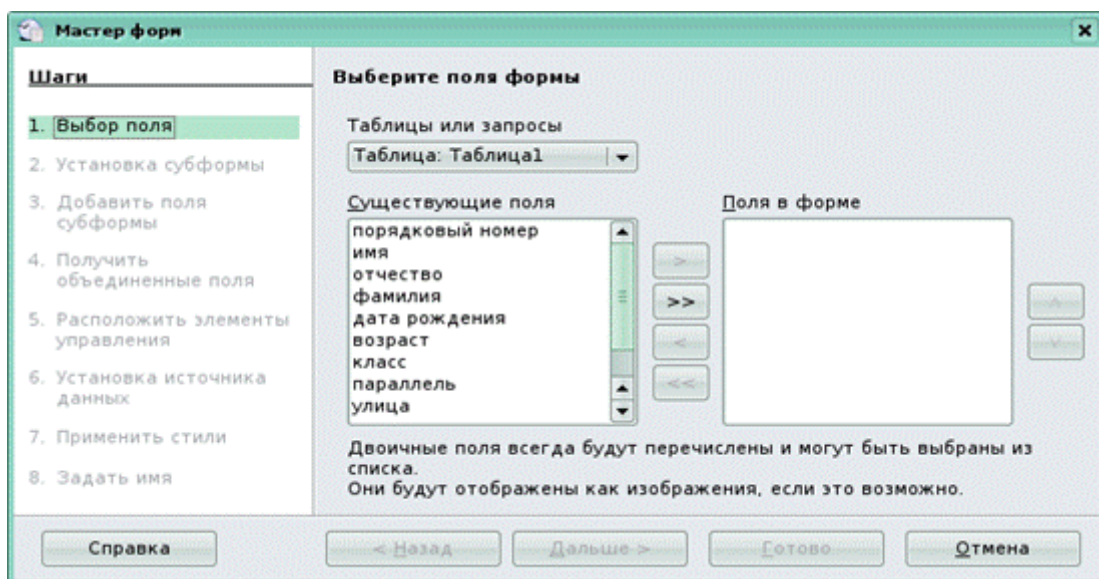 Мастер форм
Шаги
1. Выбор поля
2. Установка субформы
3. Добавить поля
субформы
4. Получить
объединенные поля
5. Расположить элементы
управления
6. Установка источника
данных
7. Применить стили
8. Задать имя
Выберите поля формы
Таблицы или запросы
Таблица: Таблица1
Существующие поля
порядковый номер
имя
отчество
фамилия
дата рождения
возраст
класс
параллель
улица
>
>>
<
<<
Поля в форме
Двоичные поля всегда будут перечислены и могут быть выбраны из
списка.
Они будут отображены как изображения, если это возможно.
Справка
< Назад
Дальше >
Готово
Отмена